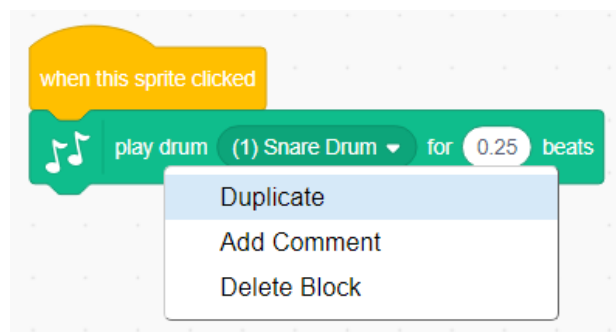 when this sprite clicked
play drum (1) Snare Drum for 0.25 beats
Duplicate
Add Comment
Delete Block